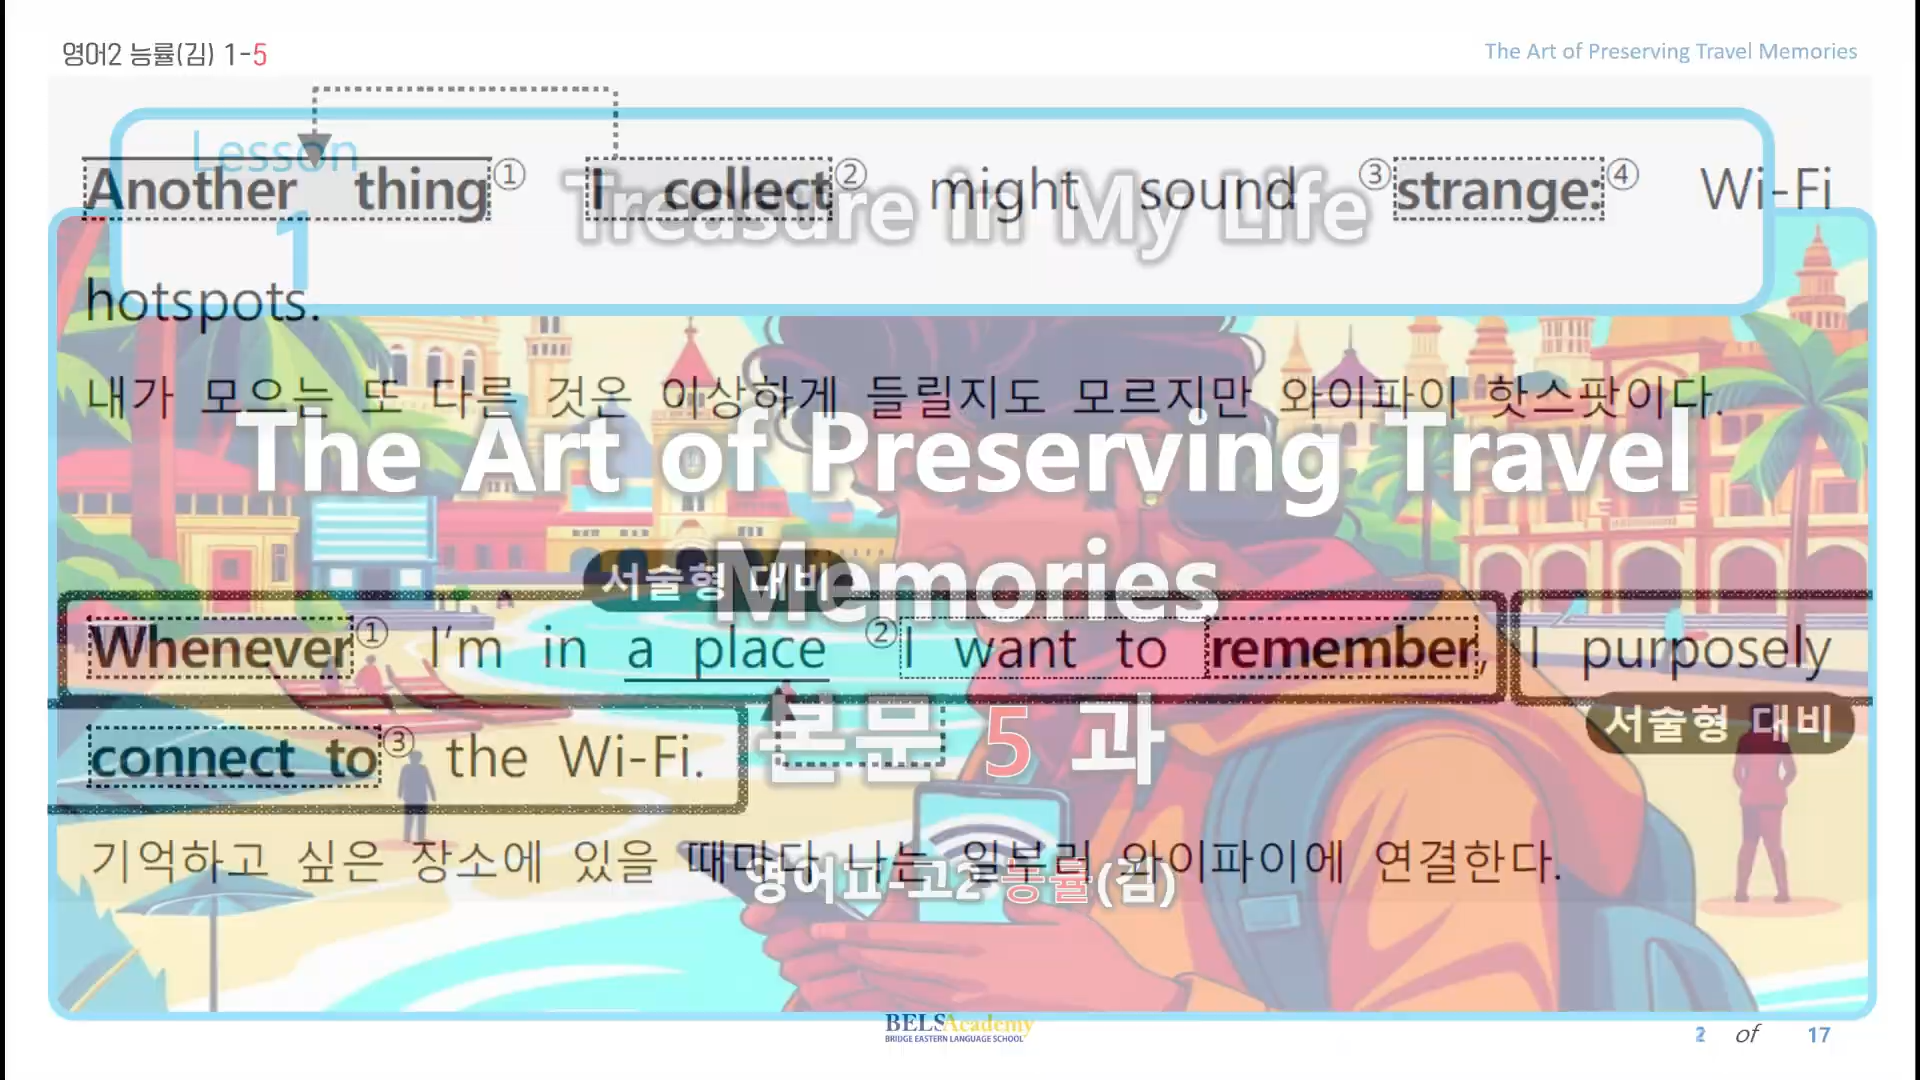 영어2 능률(김) 1-5
The Art of Preserving Travel Memories
Lesson
1
Treasure in My Life
Another thing① I collect② might sound ③strange:④ Wi-Fi
hotspots.
내가 모으는 또 다른 것은 이상하게 들릴지도 모르지만 와이파이 핫스팟이다.
The Art of Preserving Travel
Memories
서술형 대비
Whenever① I'm in a place ②I want to remember, I purposely
서술형 대비
connect to③ the Wi-Fi.
본문 5 과
기억하고 싶은 장소에 있을 때마다 나는 일부러 와이파이에 연결한다.
영어Ⅱ-고2 능률(김)
BELSAcademy
BRIDGE EASTERN LANGUAGE SCHOOL
2 of 17